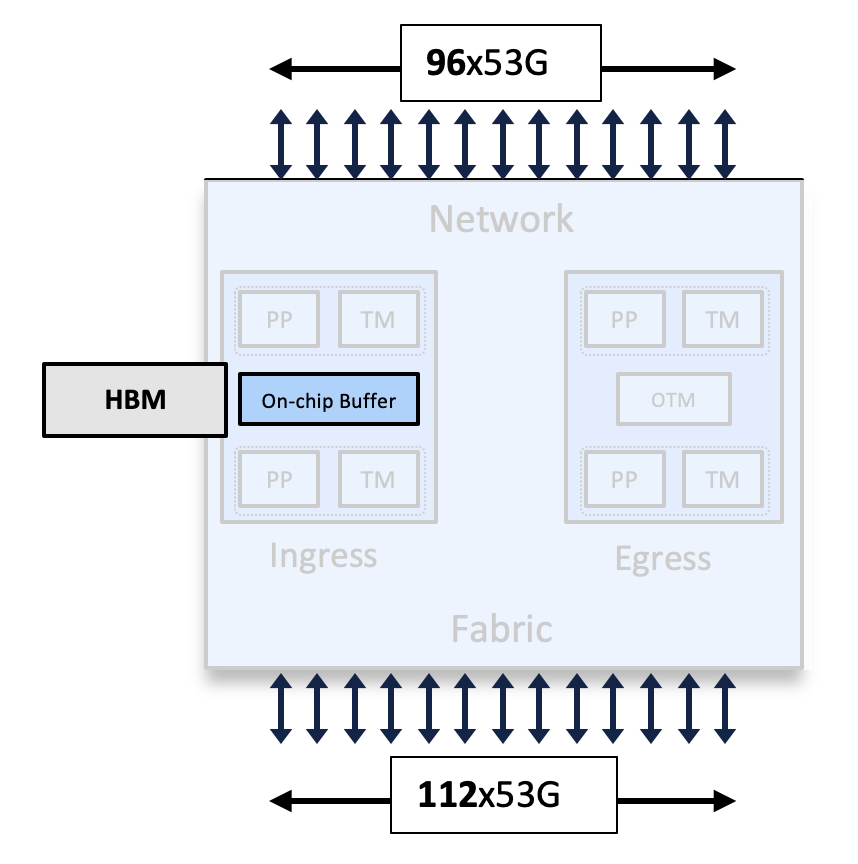 96x53G
Network
PP TM
PP TM
HBM
On-chip Buffer
OTM
PP TM
PP TM
Ingress
Egress
Fabric
112x53G